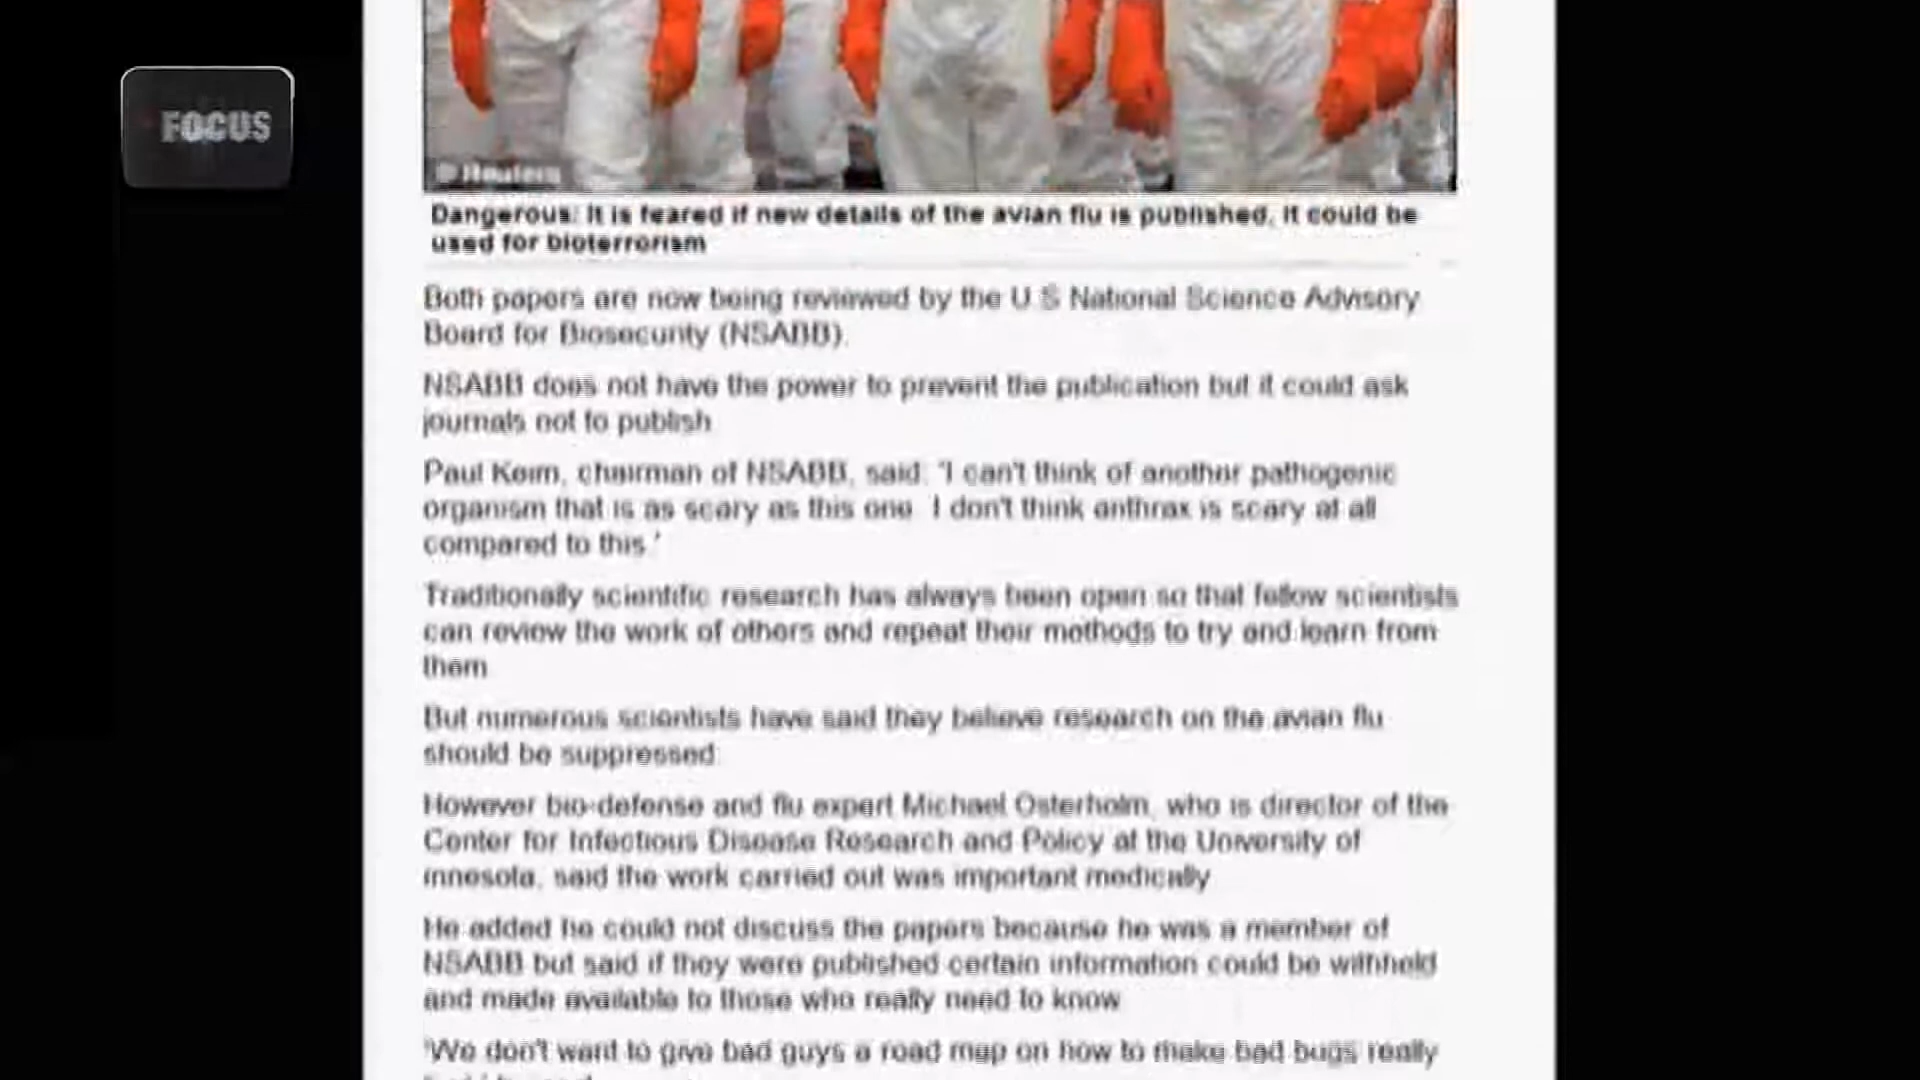 FOCUS
© Reuters
Dangerous: It is feared if new details of the avian flu is published, it could be
used for bioterrorism
Both papers are now being reviewed by the U.S National Science Advisory
Board for Biosecurity (NSABB).
NSABB does not have the power to prevent the publication but it could ask
journals not to publish.
Paul Keim, chairman of NSABB, said: 'I can't think of another pathogenic
organism that is as scary as this one. I don't think anthrax is scary at all
compared to this.'
Traditionally scientific research has always been open so that fellow scientists
can review the work of others and repeat their methods to try and learn from
them.
But numerous scientists have said they believe research on the avian flu
should be suppressed.
However bio-defense and flu expert Michael Osterholm, who is director of the
Center for Infectious Disease Research and Policy at the University of
innesota, said the work carried out was important medically.
He added he could not discuss the papers because he was a member of
NSABB but said if they were published certain information could be withheld
and made available to those who really need to know.
'We don't want to give bad guys a road map on how to make bad bugs really